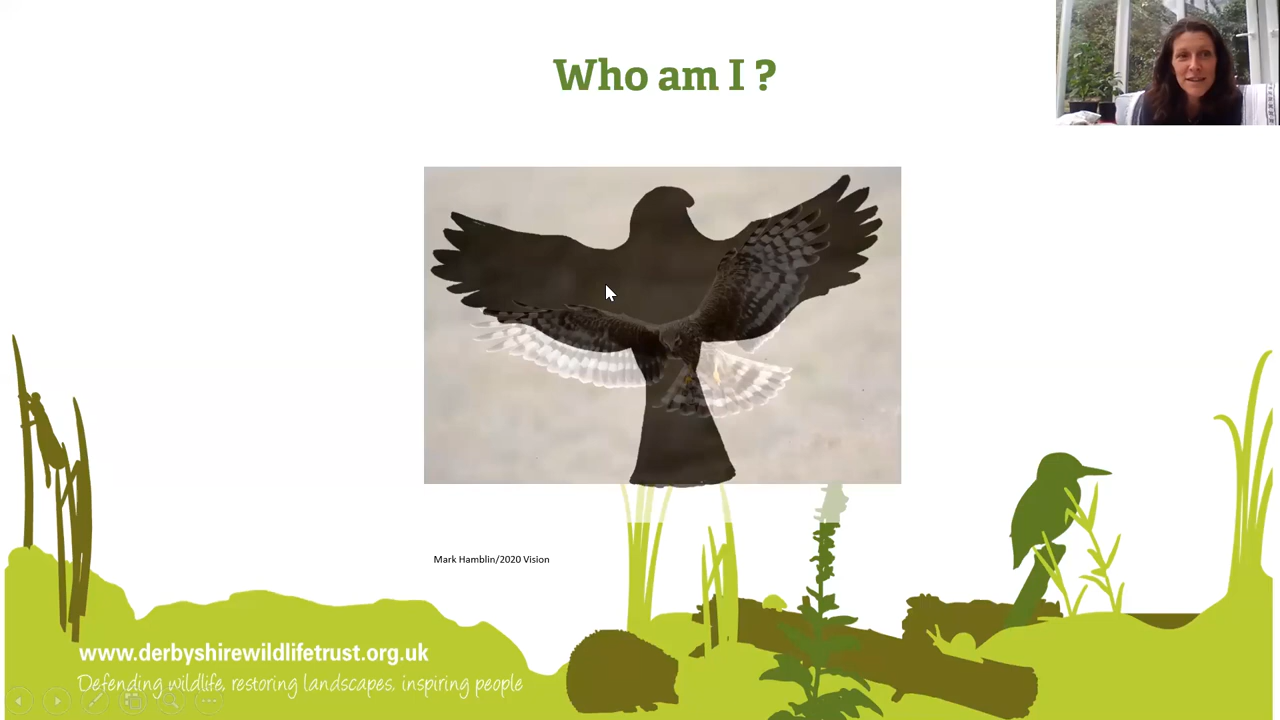 Who am I ?
Mark Hamblin/2020 Vision
www.derbyshirewildlifetrust.org.uk
Defending wildlife, restoring landscapes, inspiring people